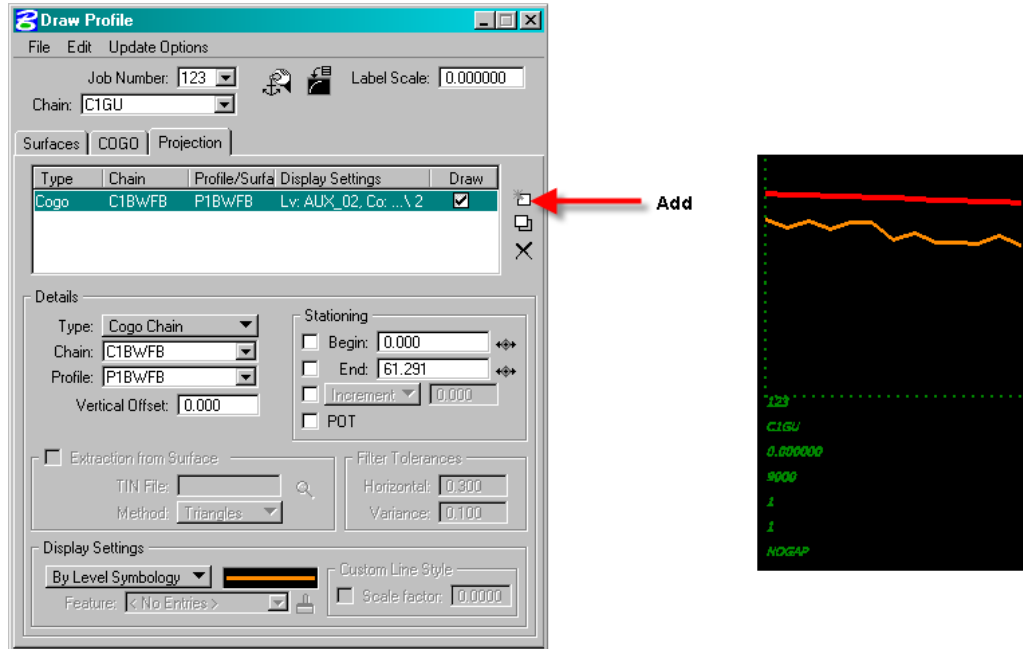 Draw Profile
File Edit Update Options
Job Number: 123
Label Scale: 0.000000
Chain: C1GU
Surfaces COGO Projection
Type Chain Profile/Surfa Display Settings Draw
Cogo C1BWFB P1BWFB Lv: AUX_02, Co: ...\ 2
Add
Details
Type: Cogo Chain
Chain: C1BWFB
Profile: P1BWFB
Vertical Offset: 0.000
Stationing
Begin: 0.000
End: 61.291
Increment 0.000
POT
Extraction from Surface
TIN File:
Method: Triangles
Filter Tolerances
Horizontal: 0.300
Variance: 0.100
Display Settings
By Level Symbology
Feature: < No Entries >
Custom Line Style
Scale factor: 0.0000
123
C1GU
0.000000
9000
1
1
NOGAP